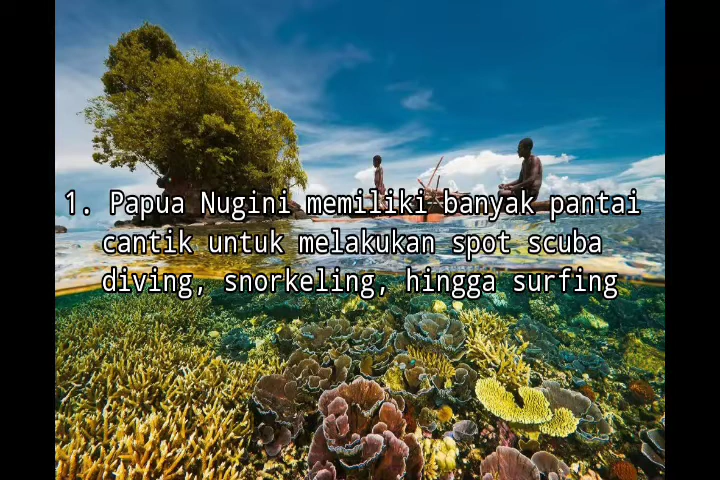 1. Papua Nugini memiliki banyak pantai
cantik untuk melakukan spot scuba
diving, snorkeling, hingga surfing